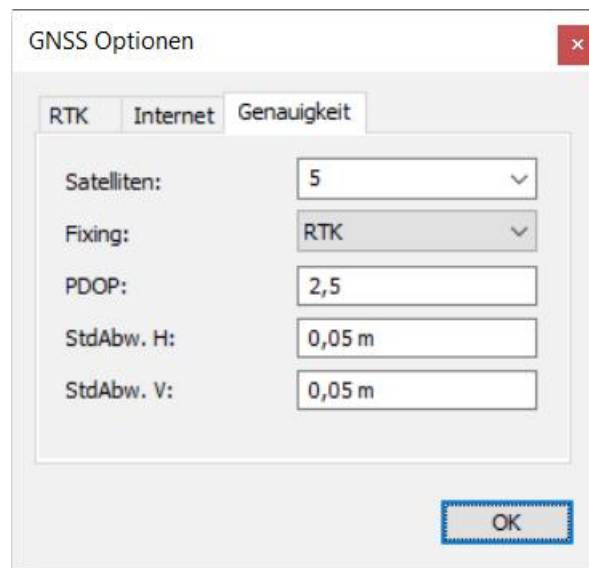 GNSS Optionen
RTK Internet Genauigkeit
Satelliten: 5
Fixing: RTK
PDOP: 2,5
StdAbw. H: 0,05 m
StdAbw. V: 0,05 m
OK